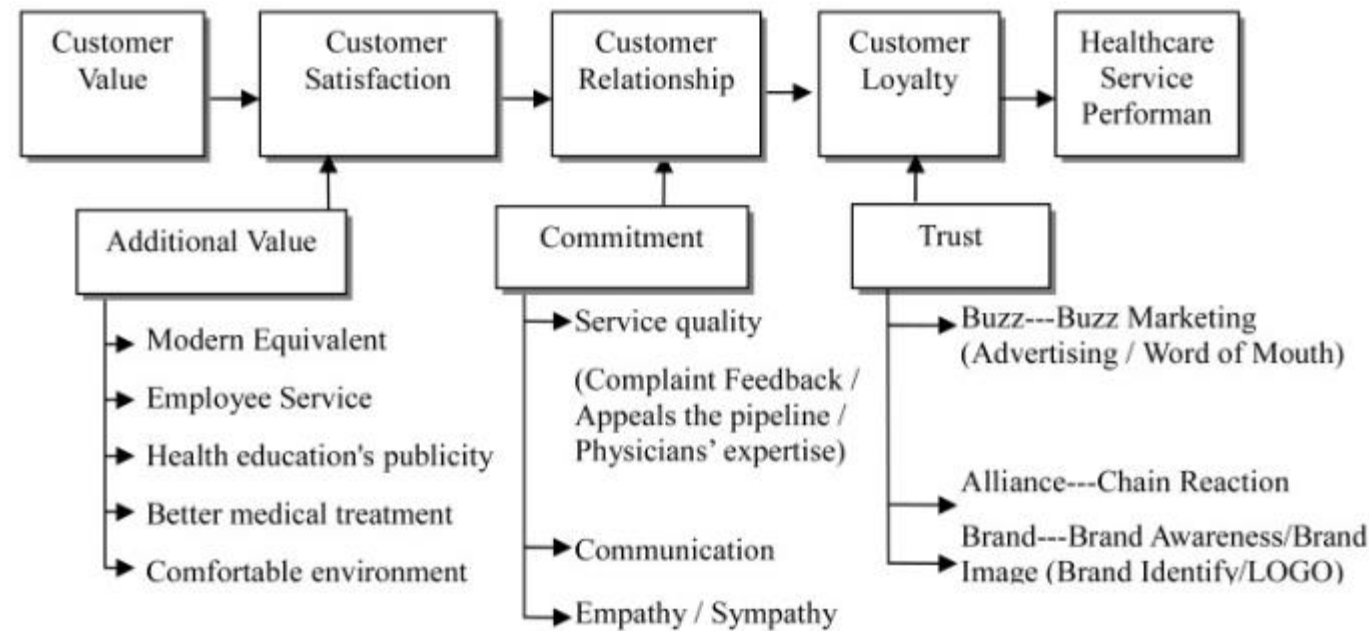 Customer
Value
Customer
Satisfaction
Customer
Relationship
Customer
Loyalty
Healthcare
Service
Performan
Additional Value
Modern Equivalent
Employee Service
Health education's publicity
Better medical treatment
Comfortable environment
Commitment
Service quality
(Complaint Feedback /
Appeals the pipeline /
Physicians’ expertise)
Communication
Empathy / Sympathy
Trust
Buzz---Buzz Marketing
(Advertising / Word of Mouth)
Alliance---Chain Reaction
Brand---Brand Awareness/Brand
Image (Brand Identify/LOGO)